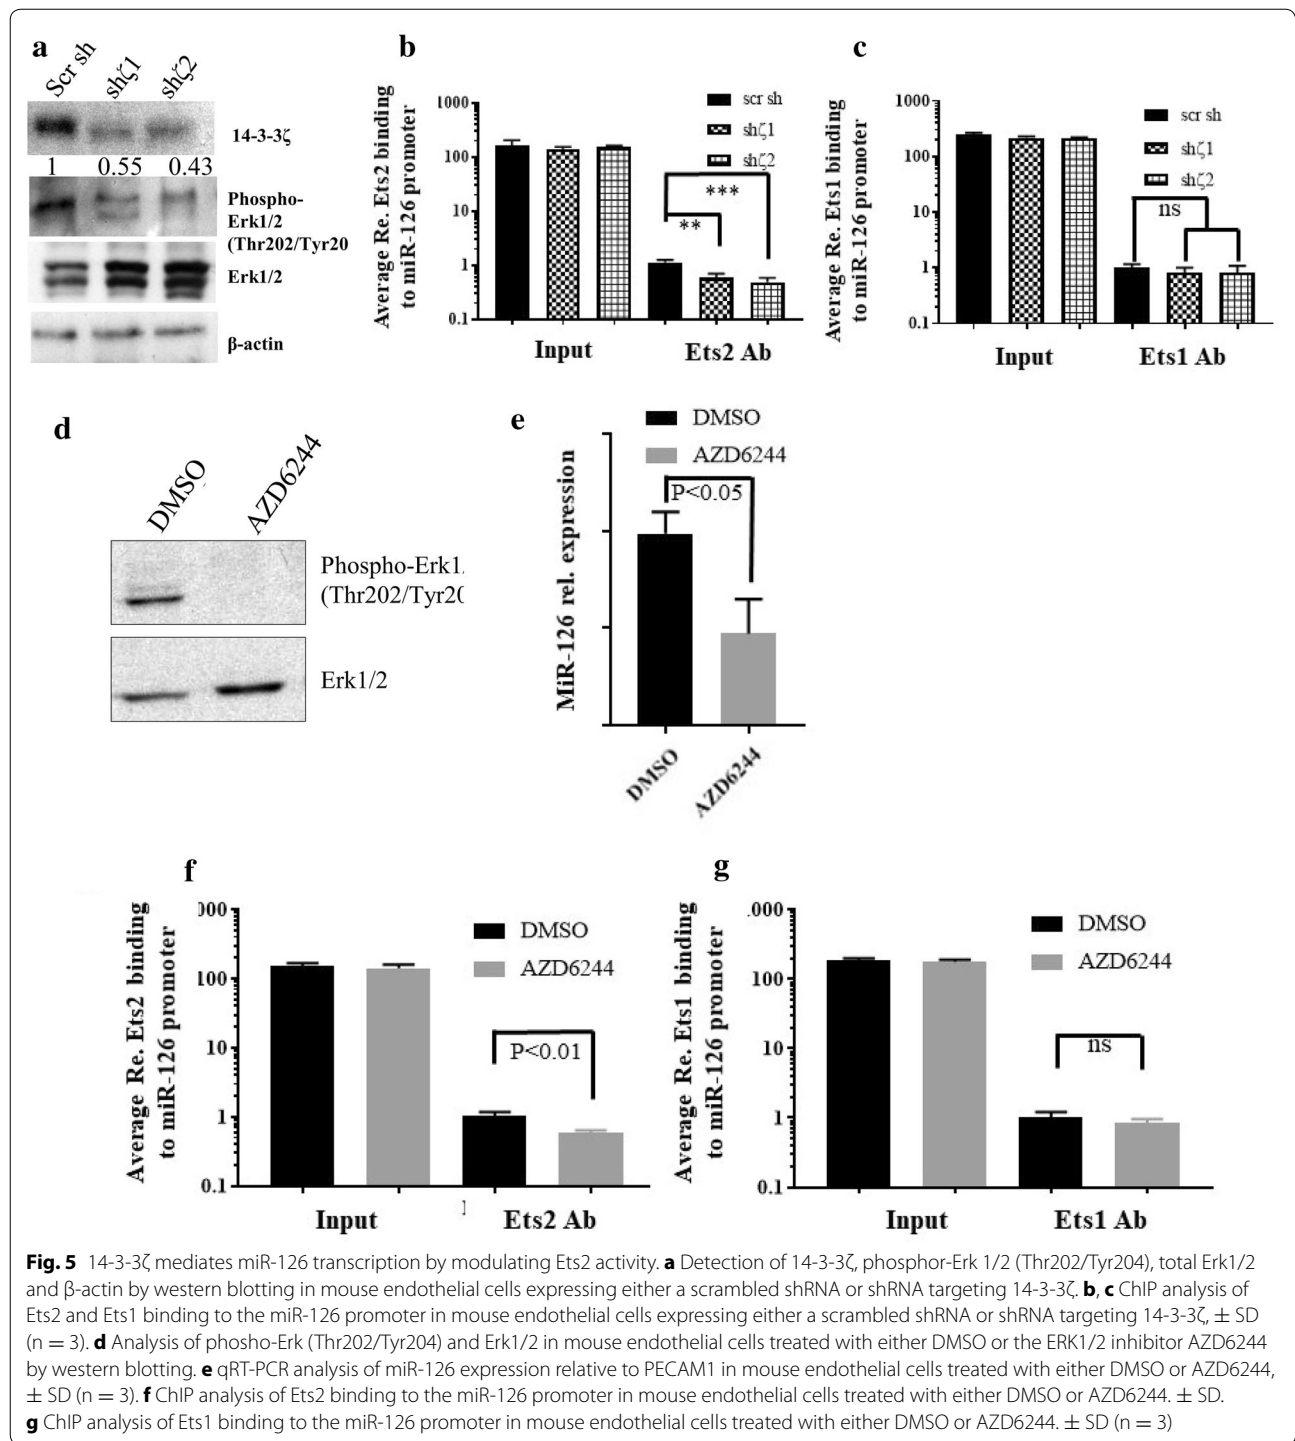 a
Scr sh
shζ1
shζ2
14-3-3ζ
1 0.55 0.43
Phospho-
Erk1/2
(Thr202/Tyr20
Erk1/2
β-actin
b
Average Re. Ets2 binding
to miR-126 promoter
1000
100
10
1
0.1
scr sh
shζ1
shζ2
***
**
Input
Ets2 Ab
c
Average Re. Ets1 binding
to miR-126 promoter
1000
100
10
1
0.1
scr sh
shζ1
shζ2
ns
Input
Ets1 Ab
d
DMSO
AZD6244
Phospho-Erk1
(Thr202/Tyr20
Erk1/2
e
DMSO
AZD6244
P<0.05
MiR-126 rel. expression
DMSO
AZD6244
f
Average Re. Ets2 binding
to miR-126 promoter
000
100
10
1
0.1
DMSO
AZD6244
P<0.01
Input
Ets2 Ab
g
Average Re. Ets1 binding
to miR-126 promoter
000
100
10
1
0.1
DMSO
AZD6244
ns
Input
Ets1 Ab
Fig. 5 14-3-3ζ mediates miR-126 transcription by modulating Ets2 activity. a Detection of 14-3-3ζ, phosphor-Erk 1/2 (Thr202/Tyr204), total Erk1/2
and β-actin by western blotting in mouse endothelial cells expressing either a scrambled shRNA or shRNA targeting 14-3-3ζ. b, c ChIP analysis of
Ets2 and Ets1 binding to the miR-126 promoter in mouse endothelial cells expressing either a scrambled shRNA or shRNA targeting 14-3-3ζ, ± SD
(n = 3). d Analysis of phosho-Erk (Thr202/Tyr204) and Erk1/2 in mouse endothelial cells treated with either DMSO or the ERK1/2 inhibitor AZD6244
by western blotting. e qRT-PCR analysis of miR-126 expression relative to PECAM1 in mouse endothelial cells treated with either DMSO or AZD6244,
± SD (n = 3). f ChIP analysis of Ets2 binding to the miR-126 promoter in mouse endothelial cells treated with either DMSO or AZD6244. ± SD.
g ChIP analysis of Ets1 binding to the miR-126 promoter in mouse endothelial cells treated with either DMSO or AZD6244. ± SD (n = 3)